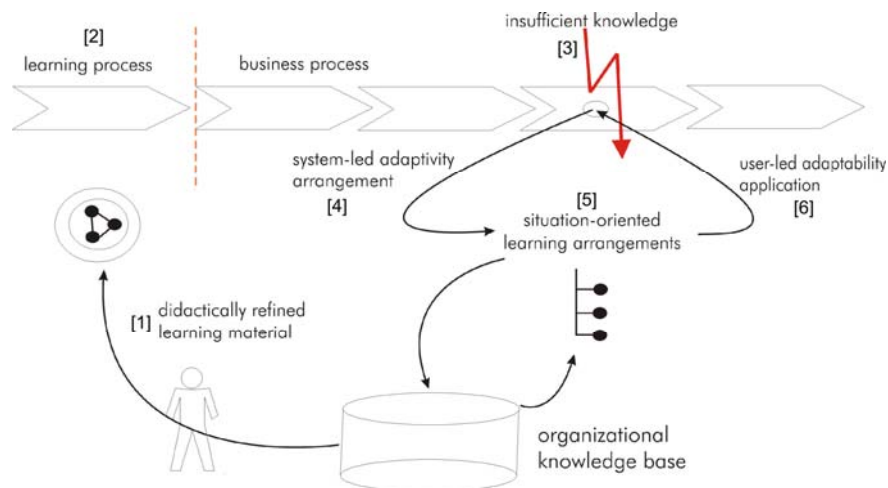 insufficient knowledge
[3]
[2]
learning process
business process
system-led adaptivity
arrangement
[4]
user-led adaptability
application
[6]
[5]
situation-oriented
learning arrangements
[1] didactically refined
learning material
organizational
knowledge base